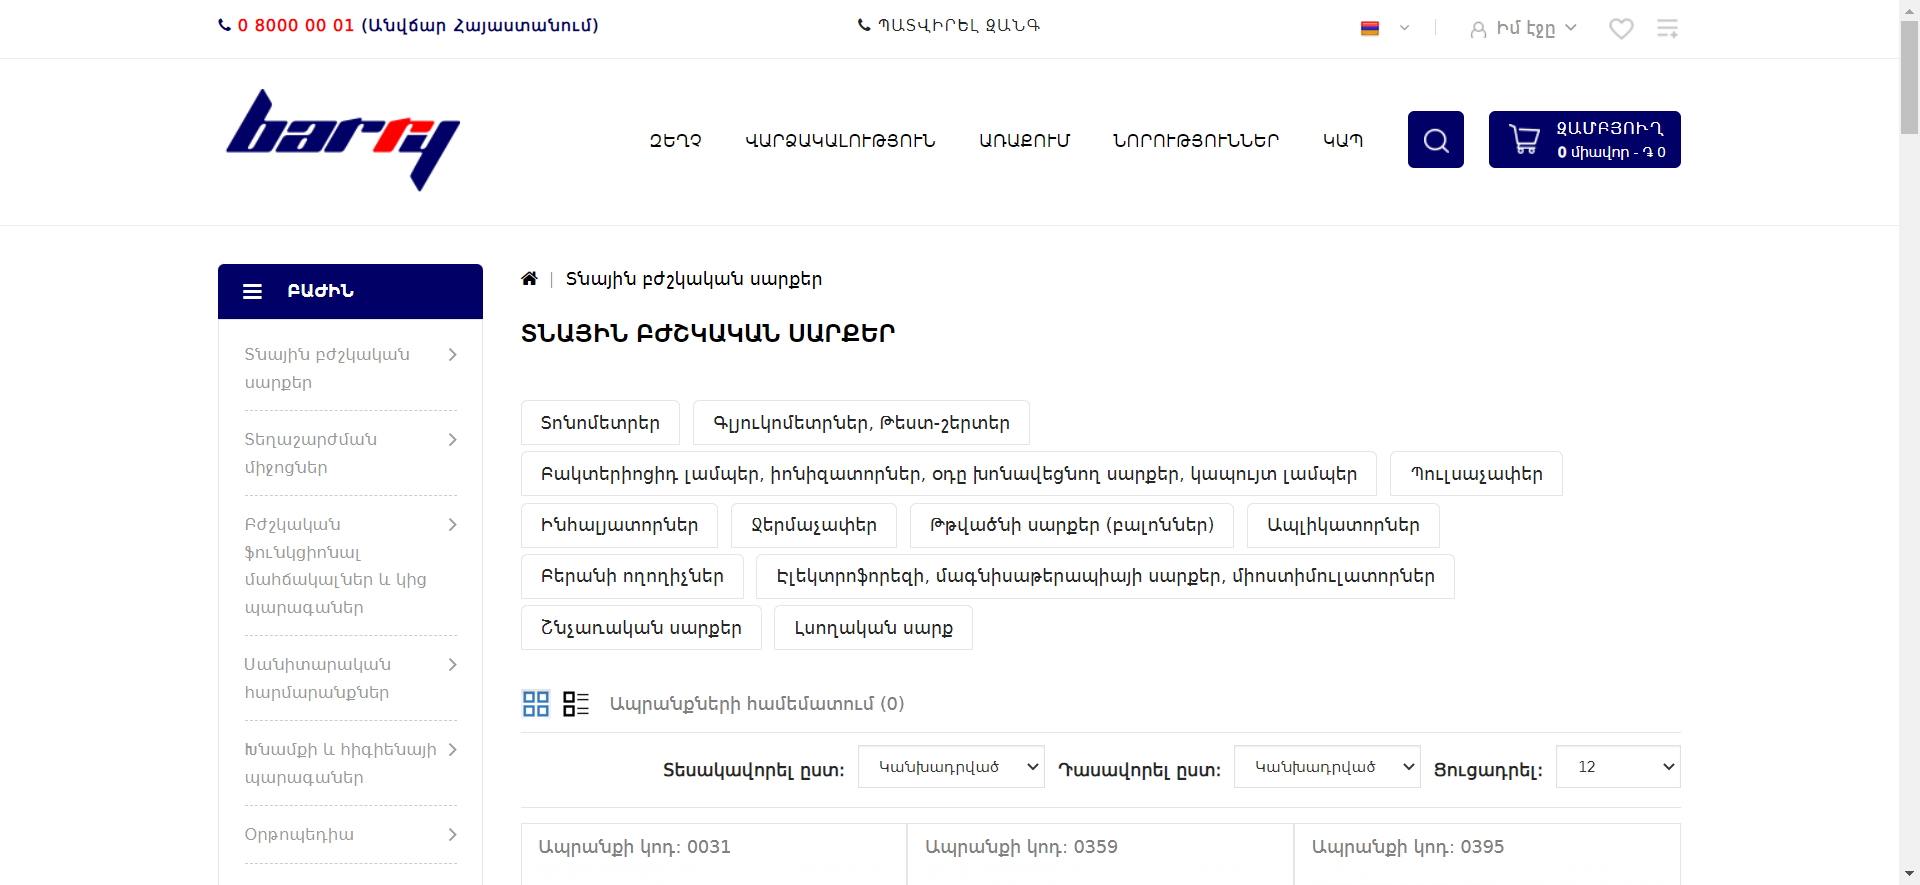 0 8000 00 01 (Անվճար Հայաստանում)
ՊԱՏՎԻՐԵԼ ԶԱՆԳ
Իմ էջը
barry
ԶԵՂՉ
ՎԱՐՁԱԿԱԼՈՒԹՅՈՒՆ
ԱՌԱՔՈՒՄ
ՆՈՐՈՒԹՅՈՒՆՆԵՐ
ԿԱՊ
ԶԱՄԲՅՈՒՂ
0 միավոր - ֏ 0
ԲԱԺԻՆ
Տնային բժշկական
սարքեր
Տեղաշարժման
միջոցներ
Բժշկական
ֆունկցիոնալ
մահճակալներ և կից
պարագաներ
Սանիտարական
հարմարանքներ
Խնամքի և հիգիենայի
պարագաներ
Օրթոպեդիա
Տնային բժշկական սարքեր
ՏՆԱՅԻՆ ԲԺՇԿԱԿԱՆ ՍԱՐՔԵՐ
Տոնոմետրեր
Գլյուկոմետրներ, Թեստ-շերտեր
Բակտերիոցիդ լամպեր, իոնիզատորներ, օդը խոնավեցնող սարքեր, կապույտ լամպեր
Պուլսաչափեր
Ինհալյատորներ
Ջերմաչափեր
Թթվածնի սարքեր (բալոններ)
Ապլիկատորներ
Բերանի ողողիչներ
Էլեկտրոֆորեզի, մագնիսաթերապիայի սարքեր, միոստիմուլատորներ
Շնչառական սարքեր
Լսողական սարք
Ապրանքների համեմատում (0)
Տեսակավորել ըստ:
Կանխադրված
Դասավորել ըստ:
Կանխադրված
Ցուցադրել:
12
Ապրանքի կոդ: 0031
Ապրանքի կոդ: 0359
Ապրանքի կոդ: 0395